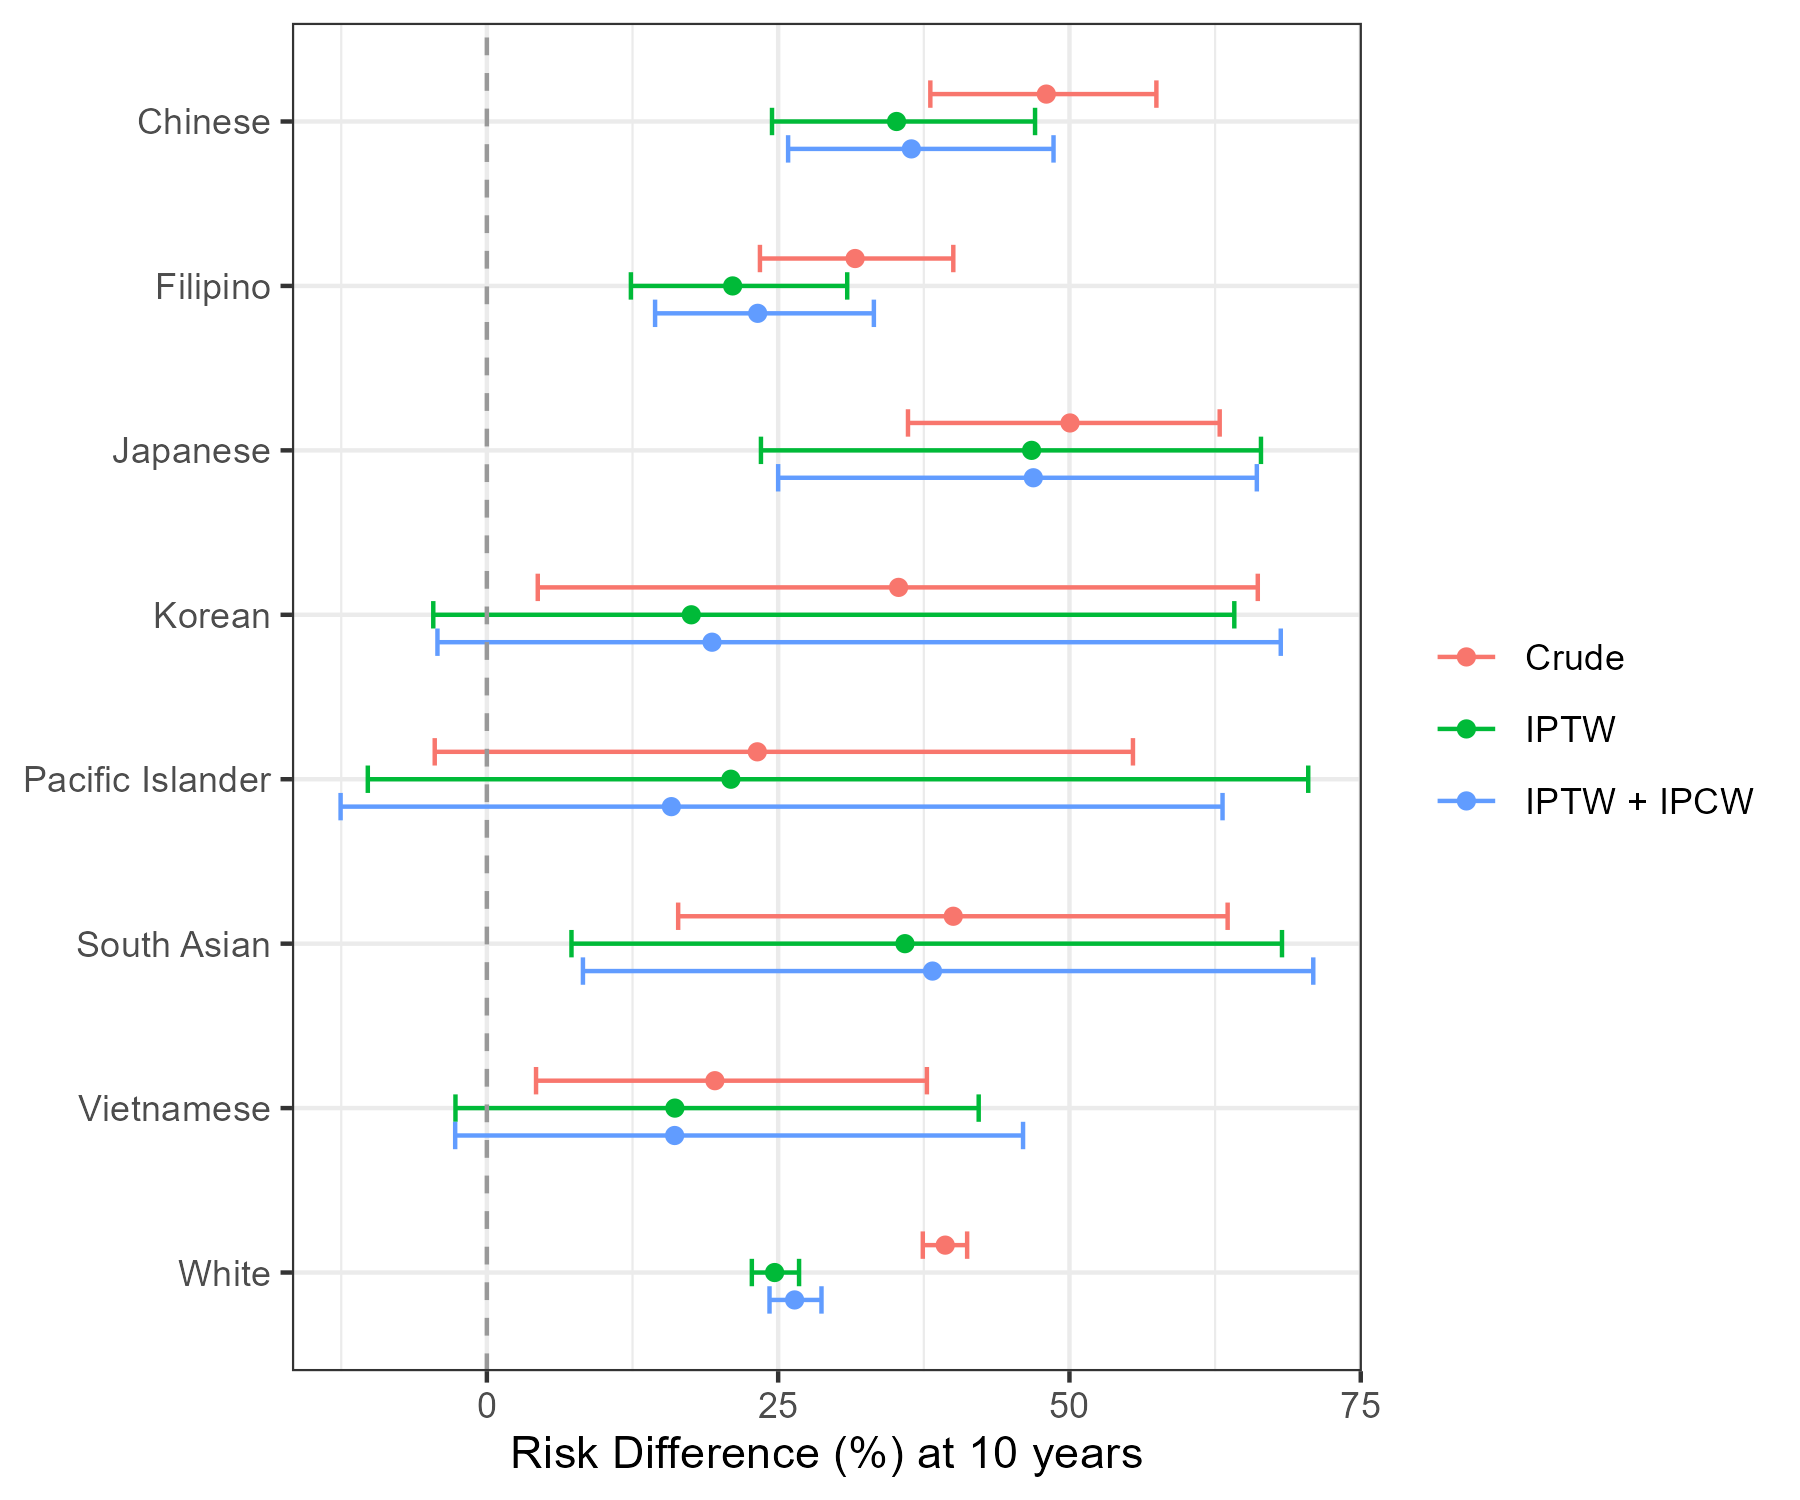 Chinese
Filipino
Japanese
Korean
Pacific Islander
South Asian
Vietnamese
White
0 25 50 75
Risk Difference (%) at 10 years
Crude
IPTW
IPTW + IPCW